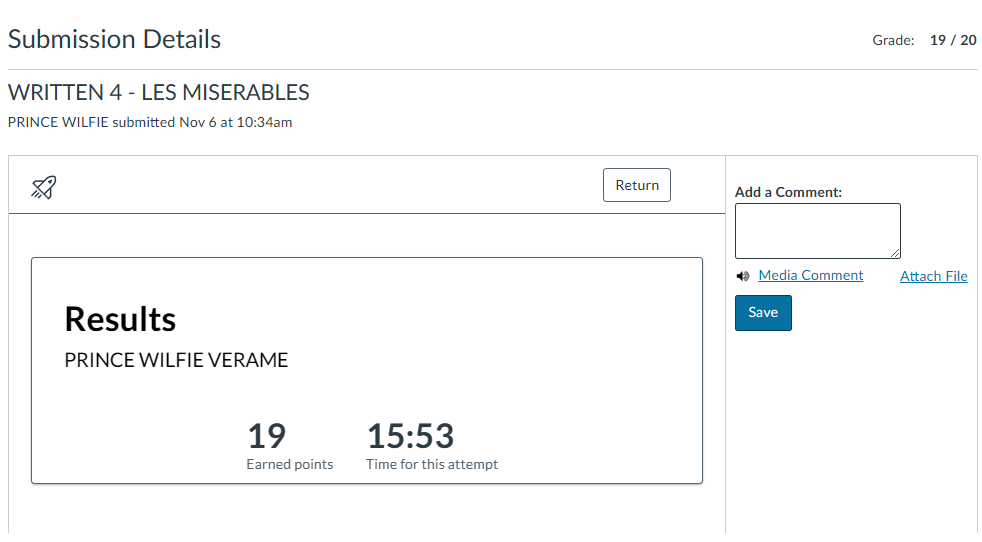 Submission Details
Grade: 19 / 20
WRITTEN 4 - LES MISERABLES
PRINCE WILFIE submitted Nov 6 at 10:34am
Return
Add a Comment:
Media Comment
Attach File
Save
Results
PRINCE WILFIE VERAME
19 15:53
Earned points Time for this attempt